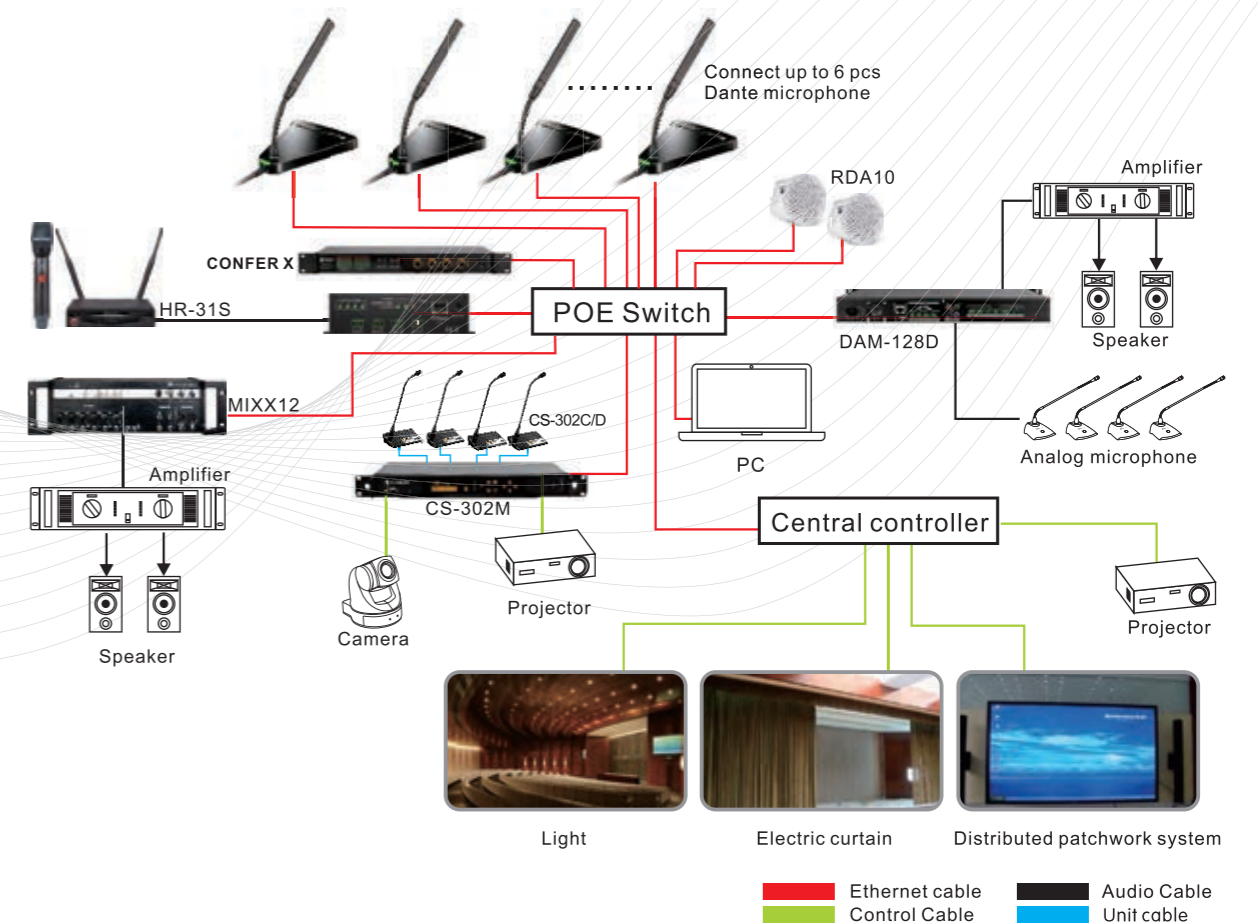 Connect up to 6 pcs
Dante microphone
RDA10
Amplifier
CONFER X
HR-31S
POE Switch
DAM-128D
Speaker
MIXX12
CS-302C/D
PC
Analog microphone
Amplifier
CS-302M
Central controller
Projector
Camera
Projector
Speaker
Light
Electric curtain
Distributed patchwork system
Ethernet cable
Audio Cable
Control Cable
Unit cable